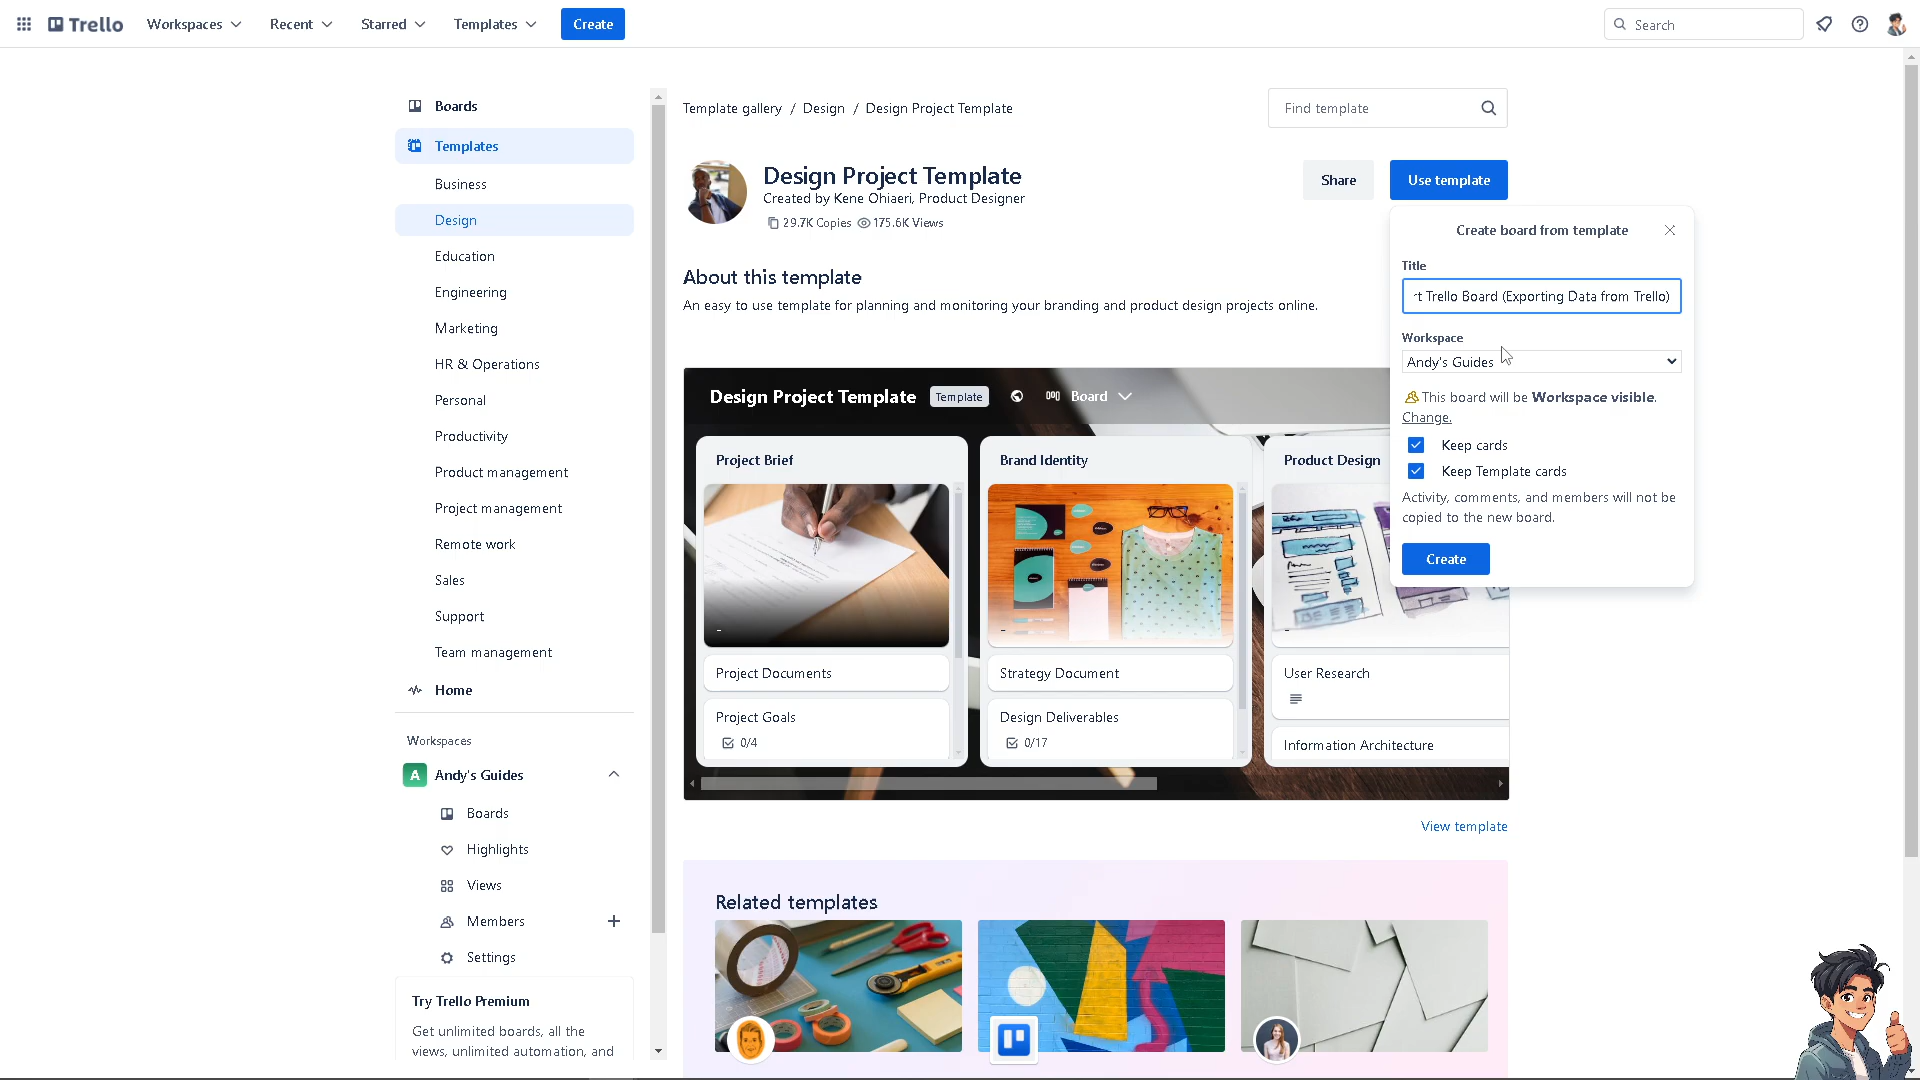 Trello
Workspaces
Recent
Starred
Templates
Create
Search
Boards
Templates
Business
Design
Education
Engineering
Marketing
HR & Operations
Personal
Productivity
Product management
Project management
Remote work
Sales
Support
Team management
Home
Workspaces
A
Andy's Guides
Boards
Highlights
Views
Members
Settings
Try Trello Premium
Get unlimited boards, all the
views, unlimited automation, and
Template gallery / Design / Design Project Template
Find template
Design Project Template
Created by Kene Ohiaeri, Product Designer
29.7K Copies 175.6K Views
Share
Use template
About this template
An easy to use template for planning and monitoring your branding and product design projects online.
Design Project Template
Template
Board
Project Brief
-
Project Documents
Project Goals
0/4
Brand Identity
-
Strategy Document
Design Deliverables
0/17
Product Design
-
User Research
Information Architecture
Create board from template
Title
rt Trello Board (Exporting Data from Trello)
Workspace
Andy's Guides
This board will be Workspace visible.
Change.
Keep cards
Keep Template cards
Activity, comments, and members will not be
copied to the new board.
Create
View template
Related templates